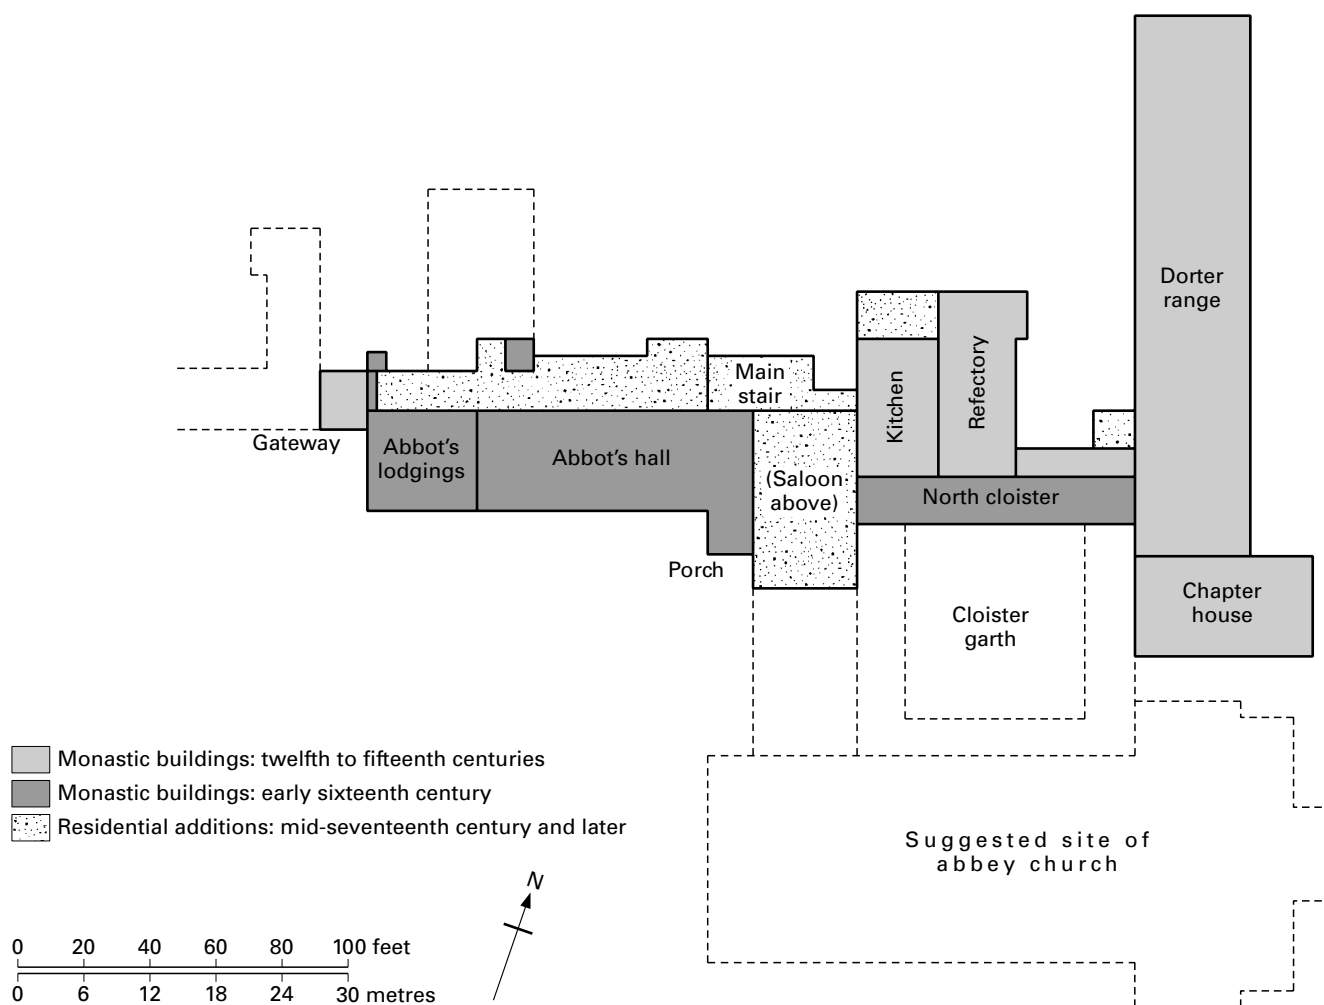 Dorter
range
Main
stair
Kitchen
Refectory
Gateway
Abbot's
lodgings
Abbot's hall
(Saloon
above)
North cloister
Porch
Chapter
house
Cloister
garth
Monastic buildings: twelfth to fifteenth centuries
Monastic buildings: early sixteenth century
Residential additions: mid-seventeenth century and later
Suggested site of
abbey church
N
0 20 40 60 80 100 feet
0 6 12 18 24 30 metres